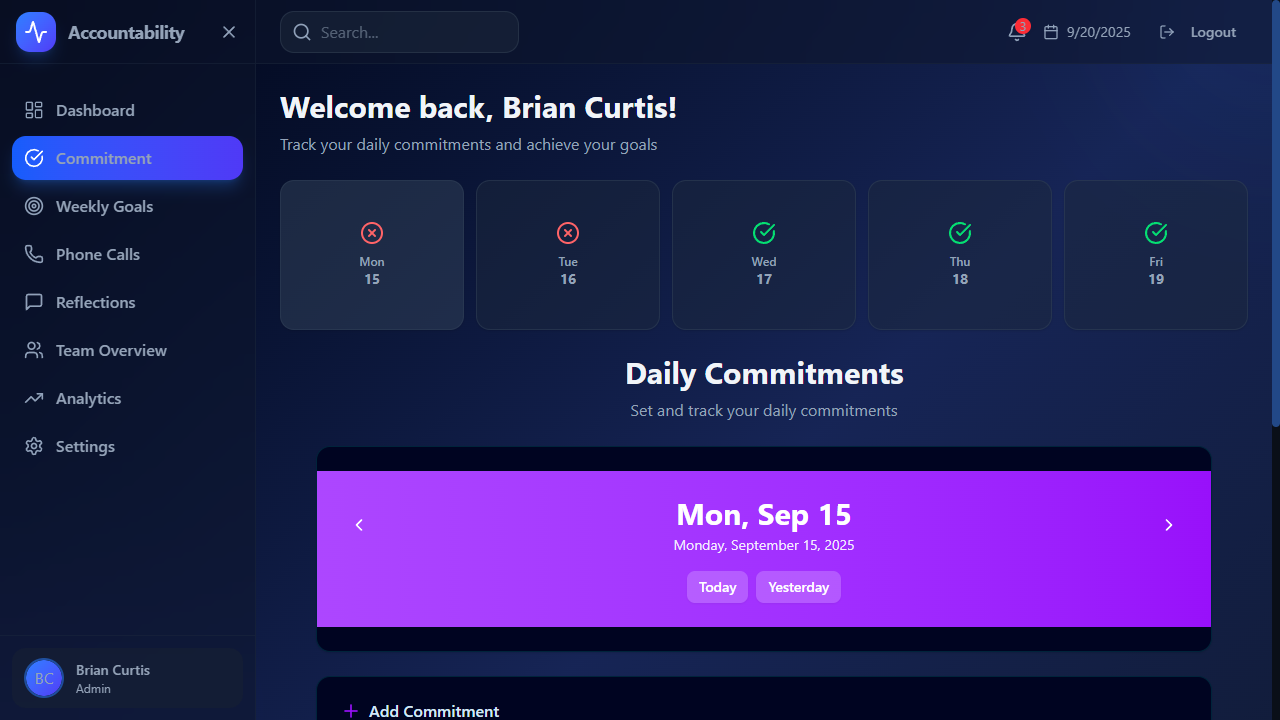 Accountability
Search...
3
9/20/2025
Logout
Dashboard
Commitment
Weekly Goals
Phone Calls
Reflections
Team Overview
Analytics
Settings
BC
Brian Curtis
Admin
Welcome back, Brian Curtis!
Track your daily commitments and achieve your goals
Mon
15
Tue
16
Wed
17
Thu
18
Fri
19
Daily Commitments
Set and track your daily commitments
Mon, Sep 15
Monday, September 15, 2025
Today Yesterday
Add Commitment